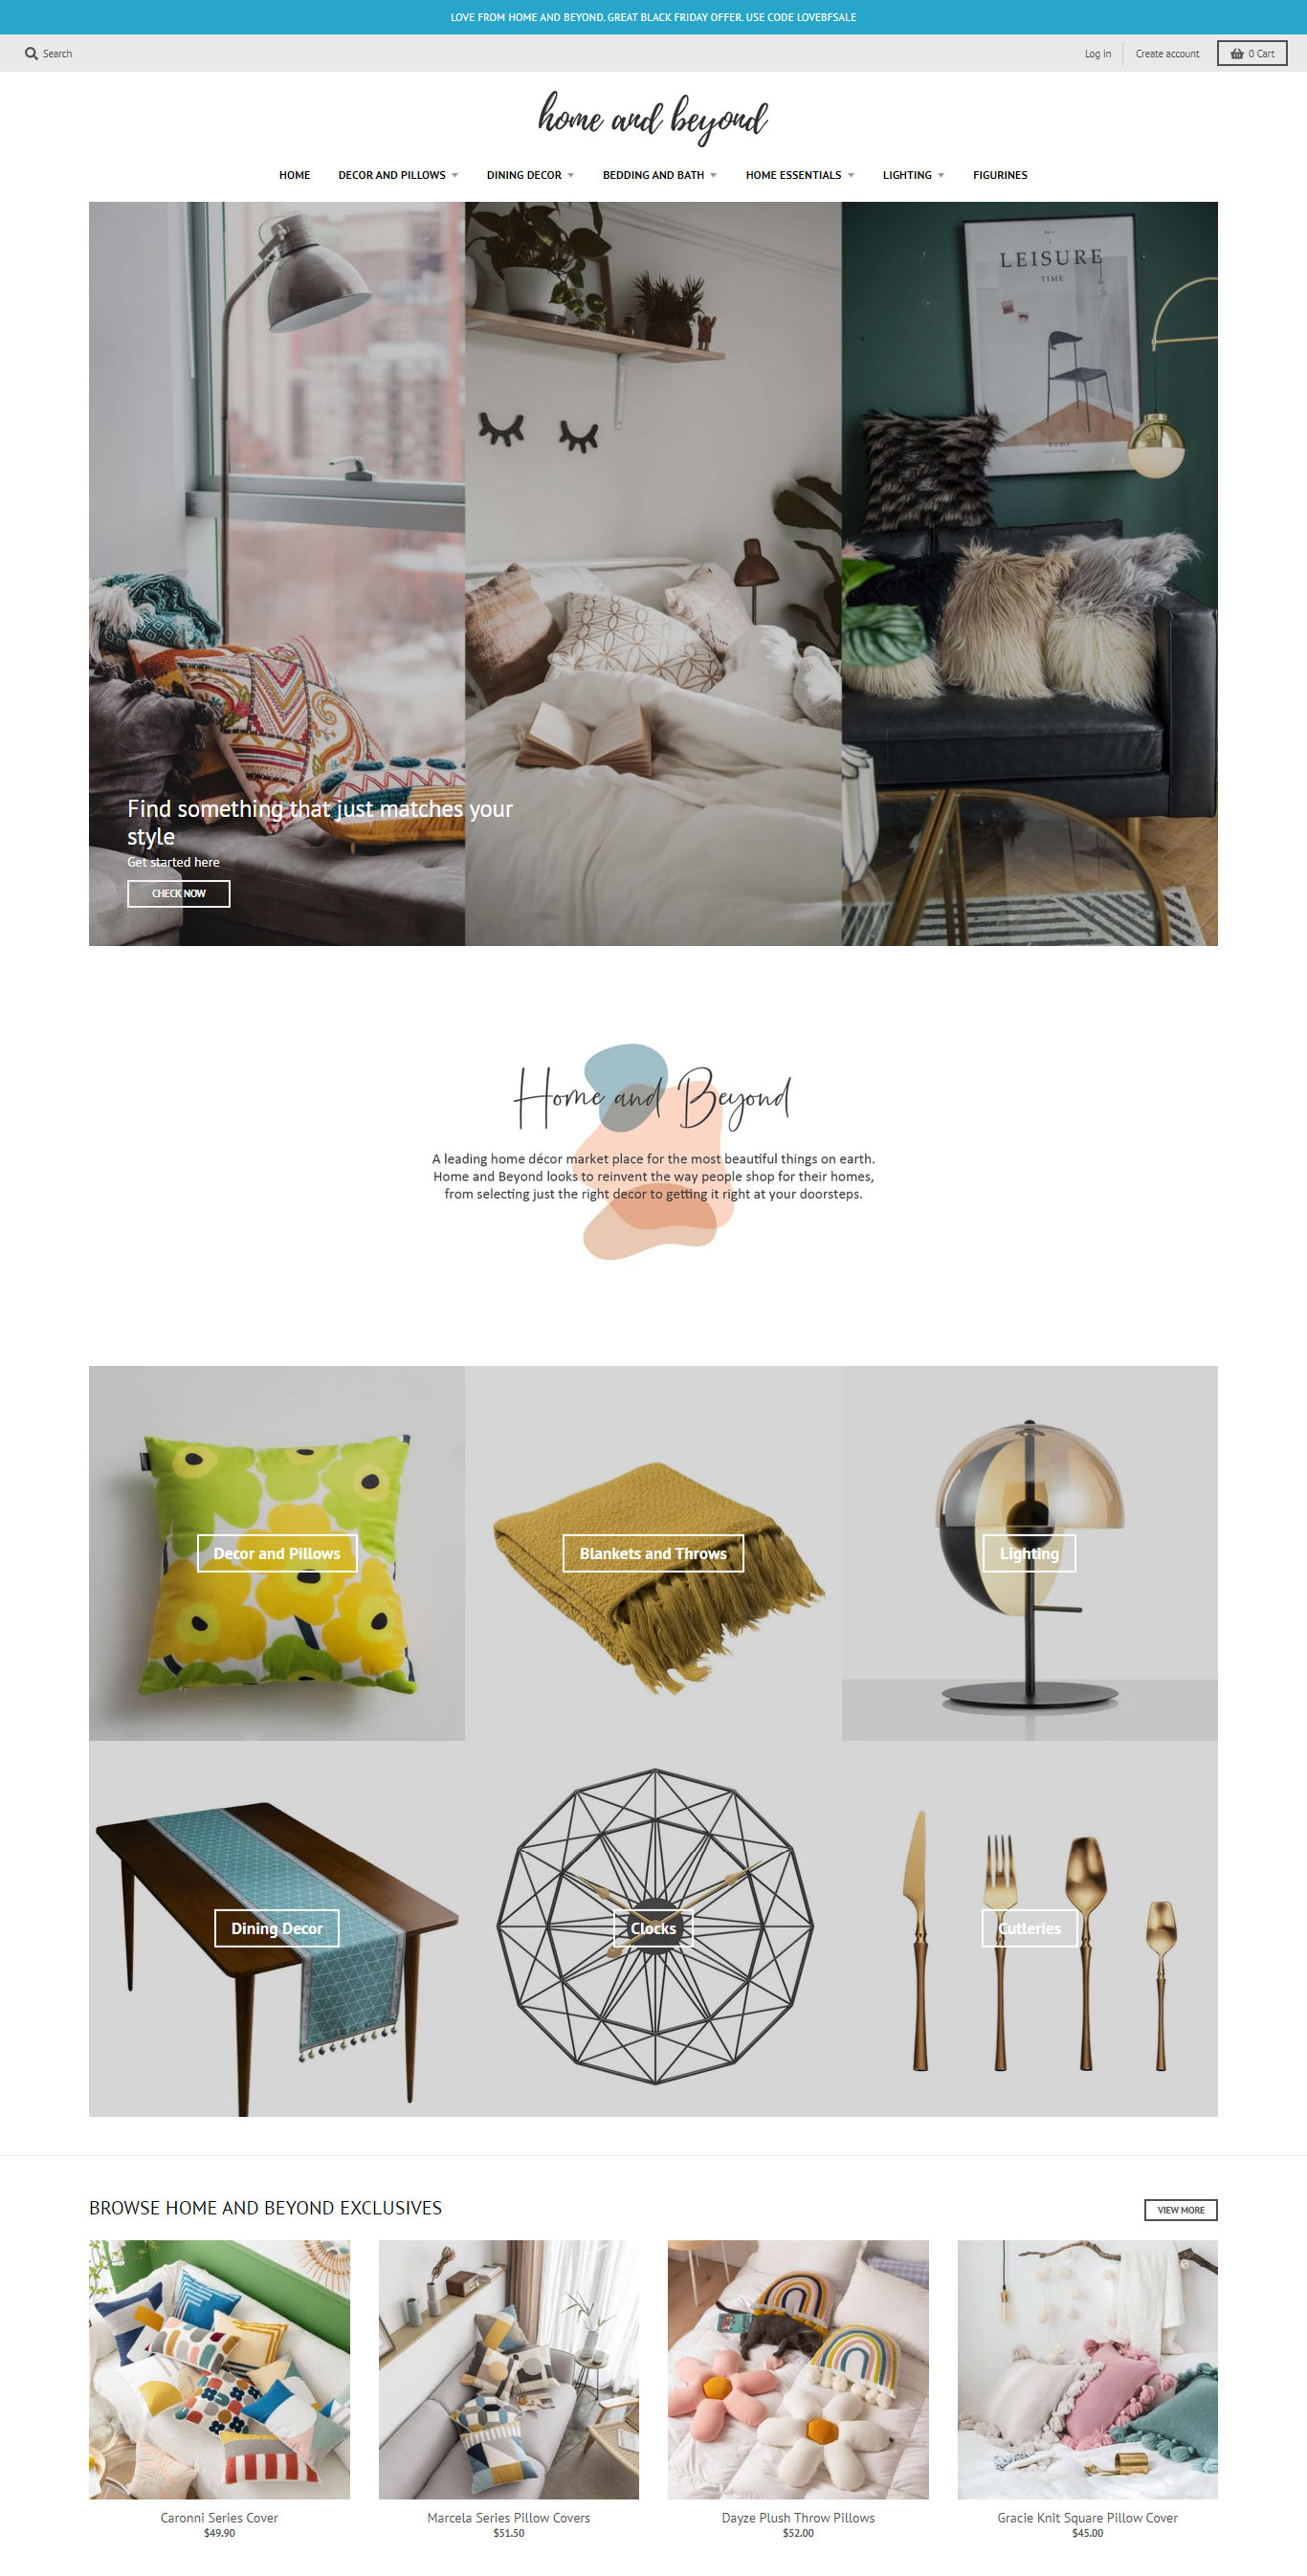 LOVE FROM HOME AND BEYOND. GREAT BLACK FRIDAY OFFER. USE CODE LOVEBFSALE
Search
Log in
Create account
0 Cart
home and beyond
HOME
DECOR AND PILLOWS
DINING DECOR
BEDDING AND BATH
HOME ESSENTIALS
LIGHTING
FIGURINES
LEISURE
TIME
home
Find something that just matches your
style
Get started here
CHECK NOW
Home and Beyond
A leading home décor market place for the most beautiful things on earth.
Home and Beyond looks to reinvent the way people shop for their homes,
from selecting just the right decor to getting it right at your doorsteps.
Decor and Pillows
Blankets and Throws
Lighting
Dining Decor
Clocks
Cutleries
BROWSE HOME AND BEYOND EXCLUSIVES
VIEW MORE
Caronni Series Cover
$49.90
Marcela Series Pillow Covers
$51.50
Dayze Plush Throw Pillows
$52.00
Gracie Knit Square Pillow Cover
$45.00